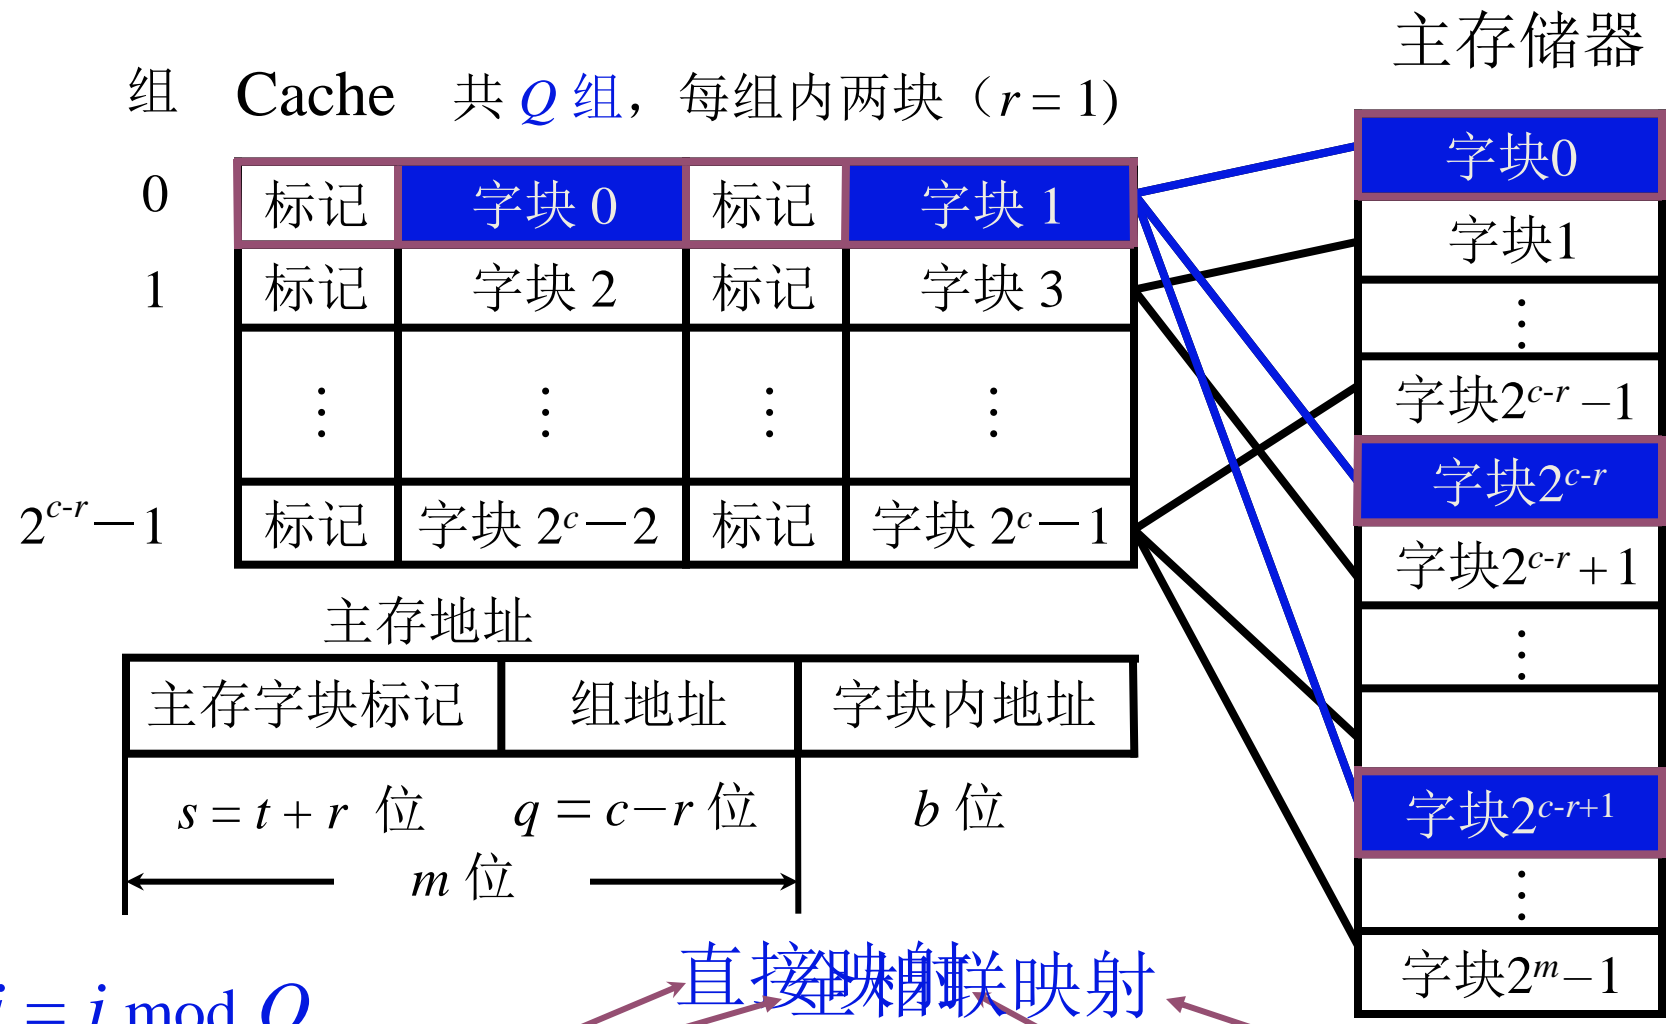 主存储器
组 Cache 共 Q 组，每组内两块（r = 1)
0 标记 字块 0 标记 字块 1
1 标记 字块 2 标记 字块 3
⋮ ⋮ ⋮ ⋮
2^{c-r}－1 标记 字块 2^c－2 标记 字块 2^c－1
字块0
字块1
⋮
字块2^{c-r} −1
字块2^{c-r}
字块2^{c-r} + 1
⋮
字块2^{c-r+1}
⋮
字块2^m−1
主存地址
主存字块标记 组地址 字块内地址
s = t + r 位 q = c−r 位 b 位
m 位
直接映射
全相联映射
i = j mod Q